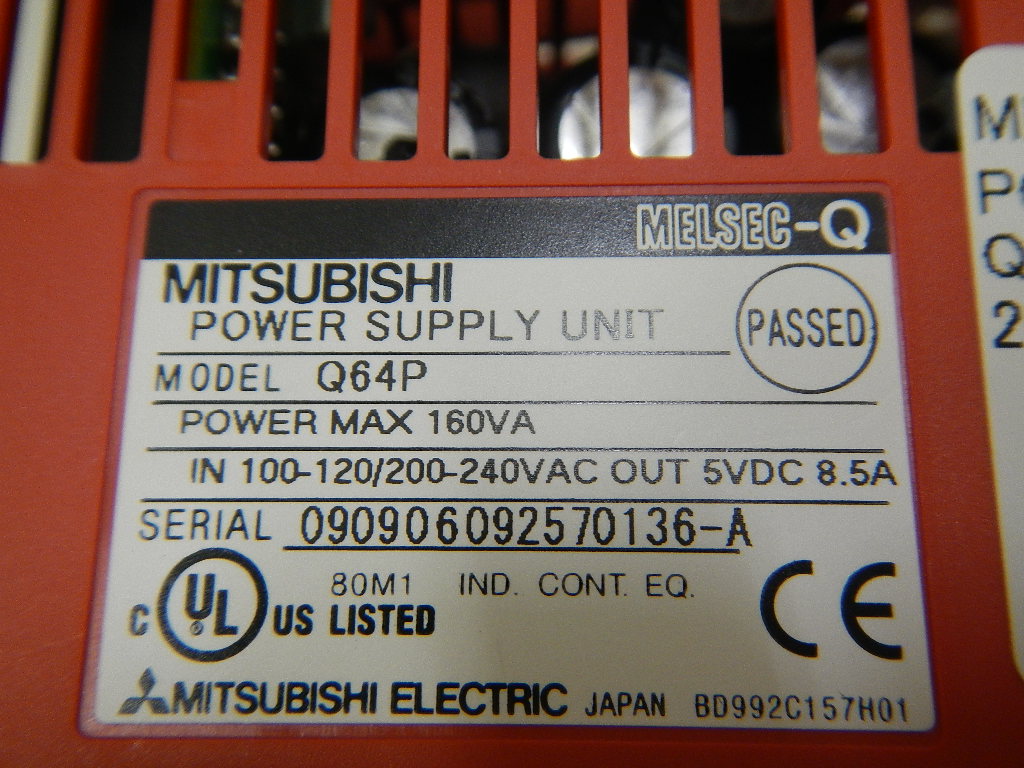 MELSEC-Q
MITSUBISHI
POWER SUPPLY UNIT
PASSED
MODEL Q64P
POWER MAX 160VA
IN 100-120/200-240VAC OUT 5VDC 8.5A
SERIAL 090906092570136-A
C UL US LISTED
80M1 IND. CONT. EQ.
CE
MITSUBISHI ELECTRIC JAPAN BD992C157H01